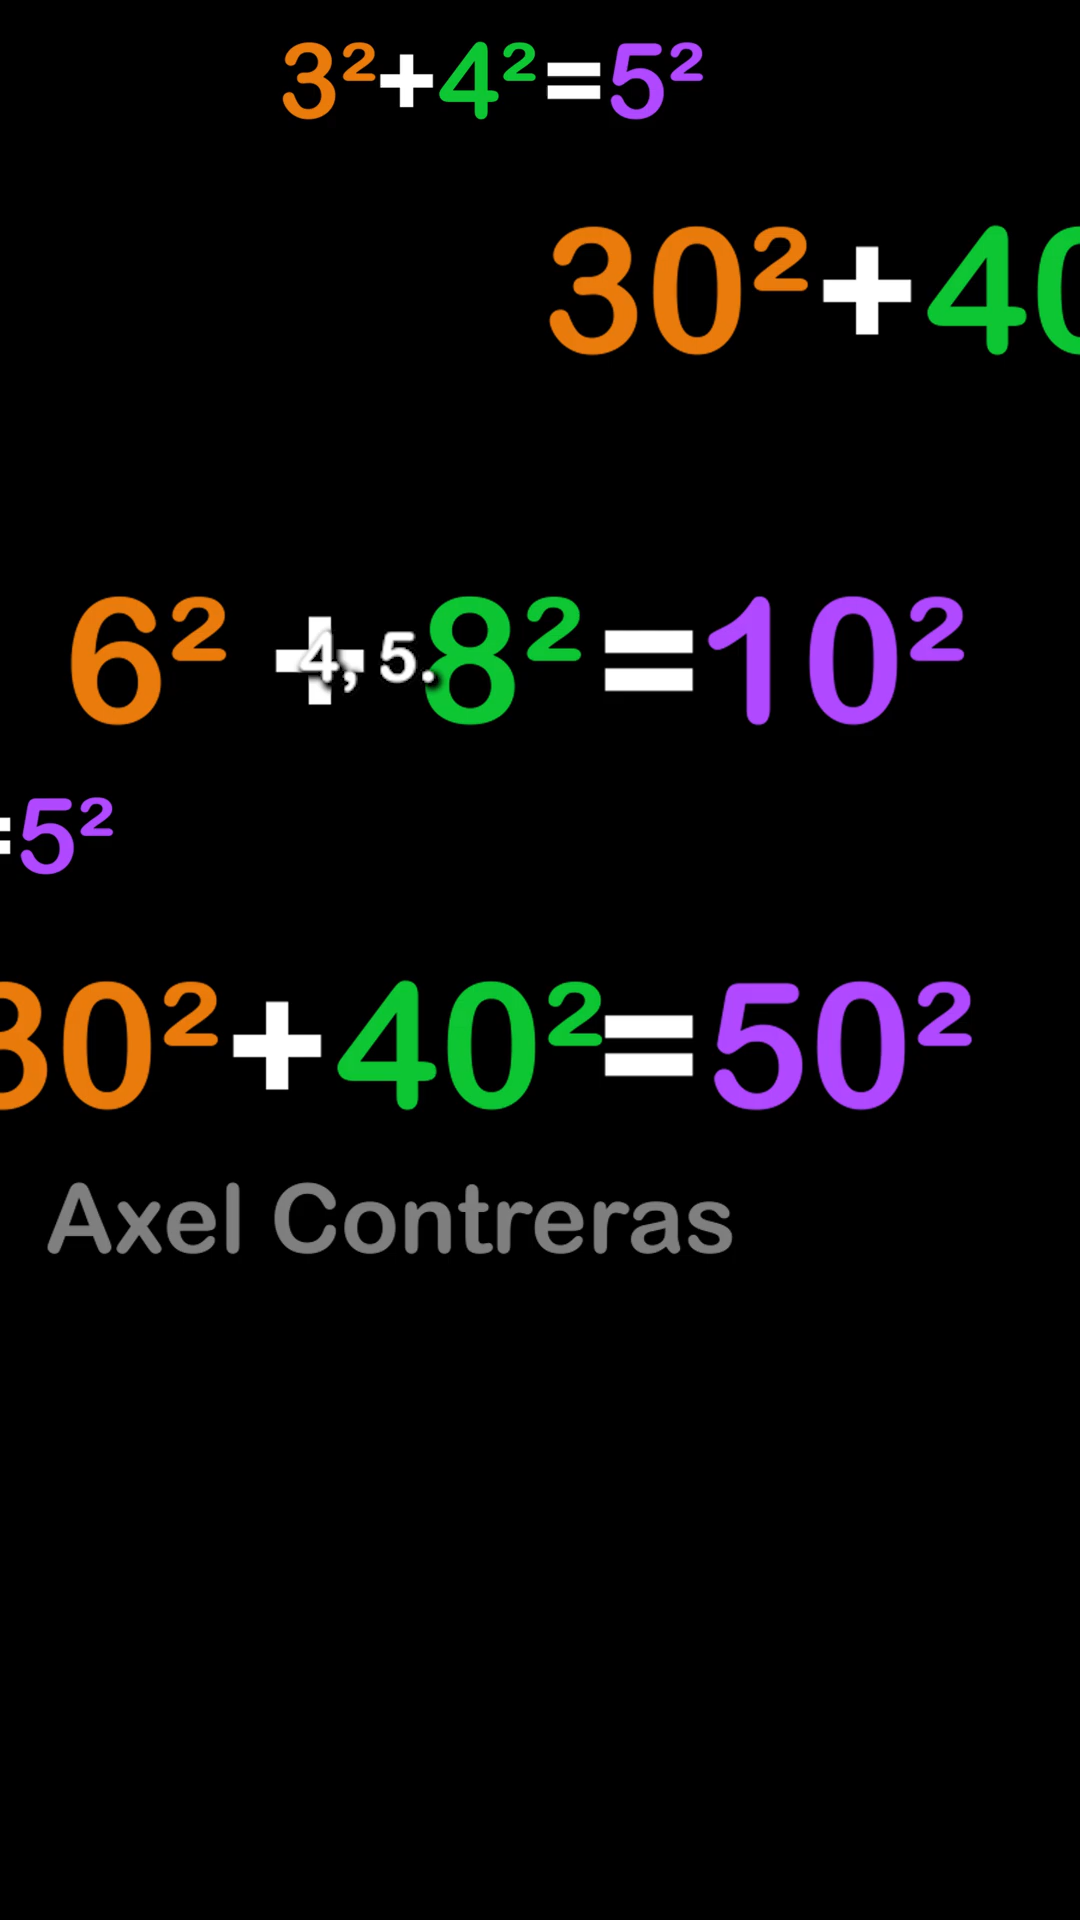 3²+4²=5²
30²+40
6² + 8²=10²
4, 5.
=5²
30²+40²=50²
Axel Contreras